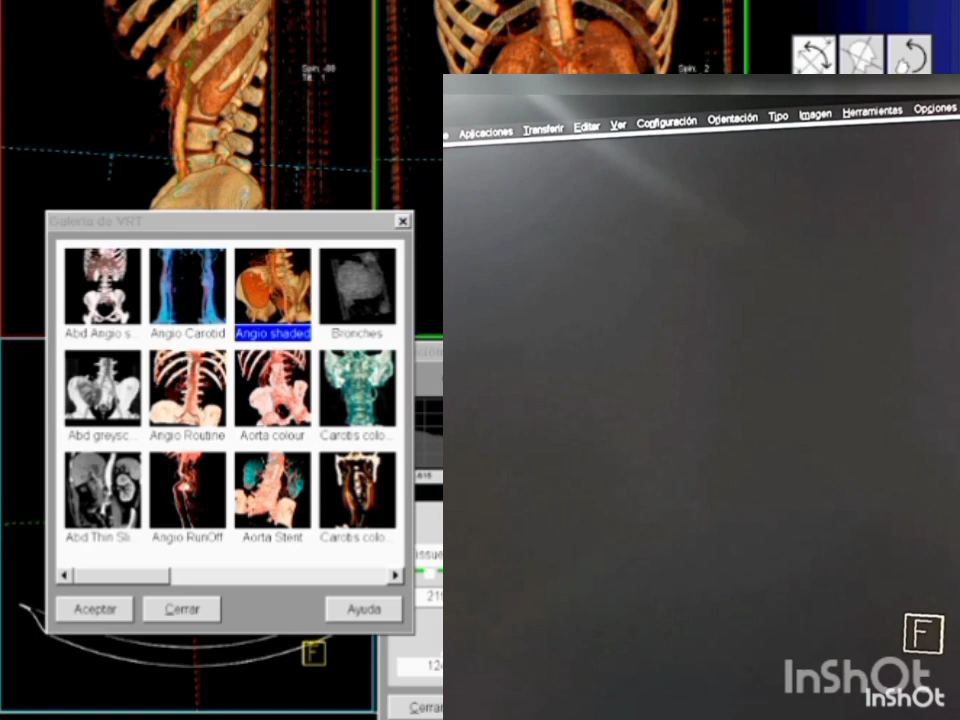 Spin: -88
Tilt: 1
Spin: 2
Aplicaciones Transferir Editar Ver Configuración Orientación Tipo Imagen Herramientas Opciones
Galería de VRT
Abd Angio s... Angio Carotid Angio shaded Bronches
Abd greysc... Angio Routine Aorta colour Carotis colo...
Abd Thin Sli... Angio RunOff Aorta Stent Carotis colo...
Aceptar Cerrar Ayuda
F
F
InShOt
InShOt